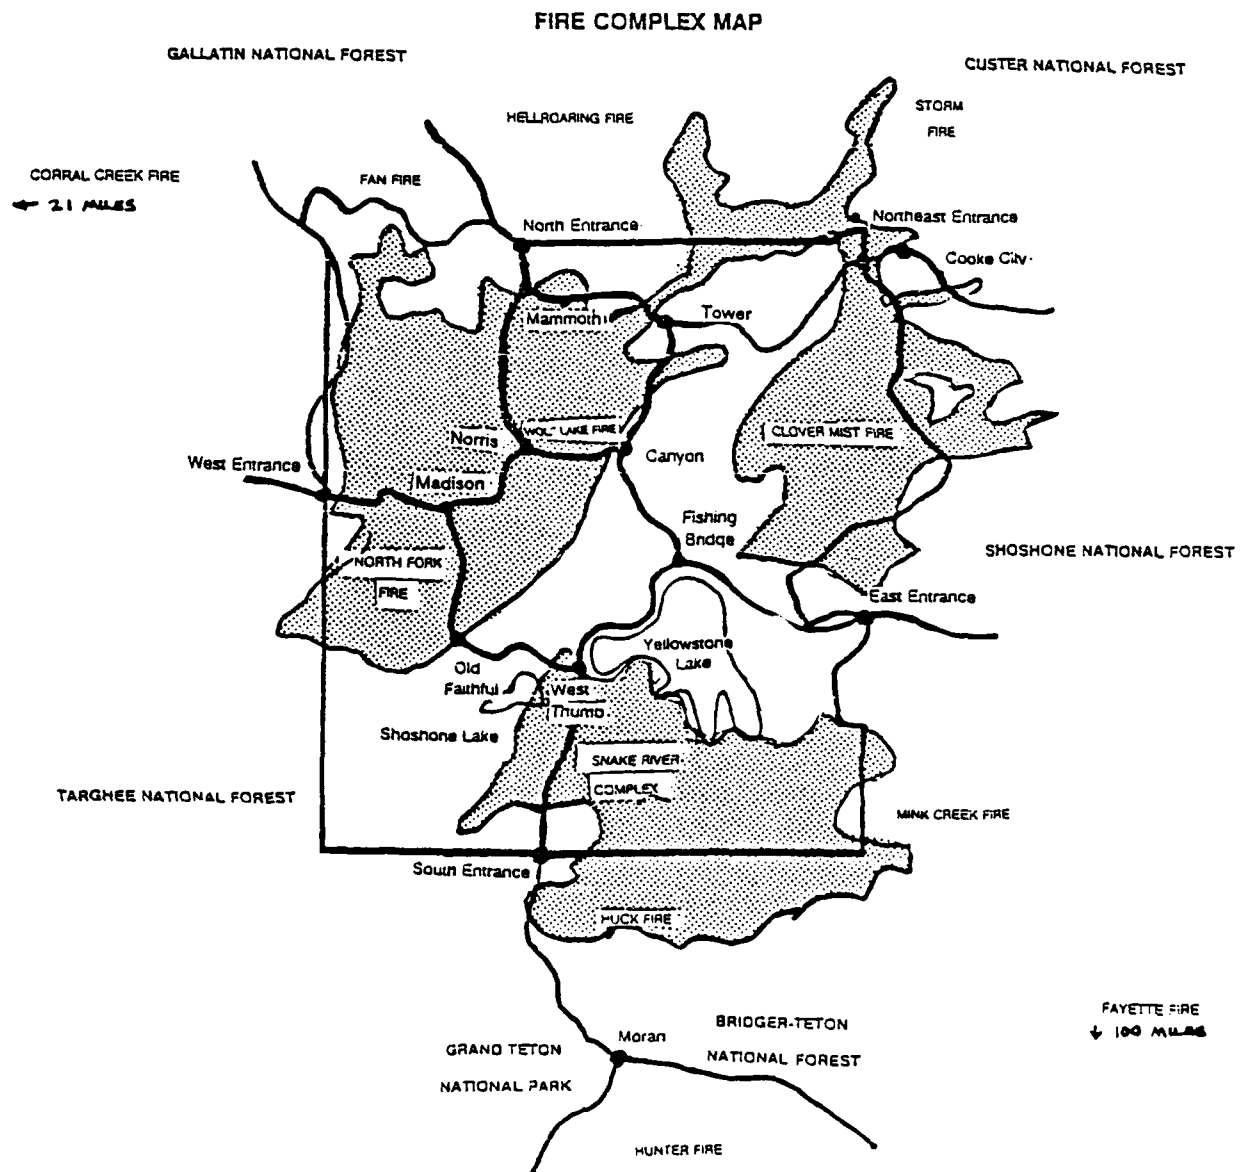 FIRE COMPLEX MAP
GALLATIN NATIONAL FOREST
CUSTER NATIONAL FOREST
HELLROARING FIRE
STORM
FIRE
CORRAL CREEK FIRE
← 21 MILES
FAN FIRE
North Entrance
Northeast Entrance
Cooke City
Mammoth
Tower
WOLF LAKE FIRE
CLOVER MIST FIRE
Norris
Canyon
West Entrance
Madison
Fishing
Bridge
NORTH FORK
FIRE
SHOSHONE NATIONAL FOREST
East Entrance
Yellowstone
Lake
Old
Faithful
West
Thumb
Shoshone Lake
SNAKE RIVER
COMPLEX
TARGHEE NATIONAL FOREST
MINK CREEK FIRE
South Entrance
HUCK FIRE
FAYETTE FIRE
↓ 100 MILES
Moran
BRIDGER-TETON
NATIONAL FOREST
GRAND TETON
NATIONAL PARK
HUNTER FIRE